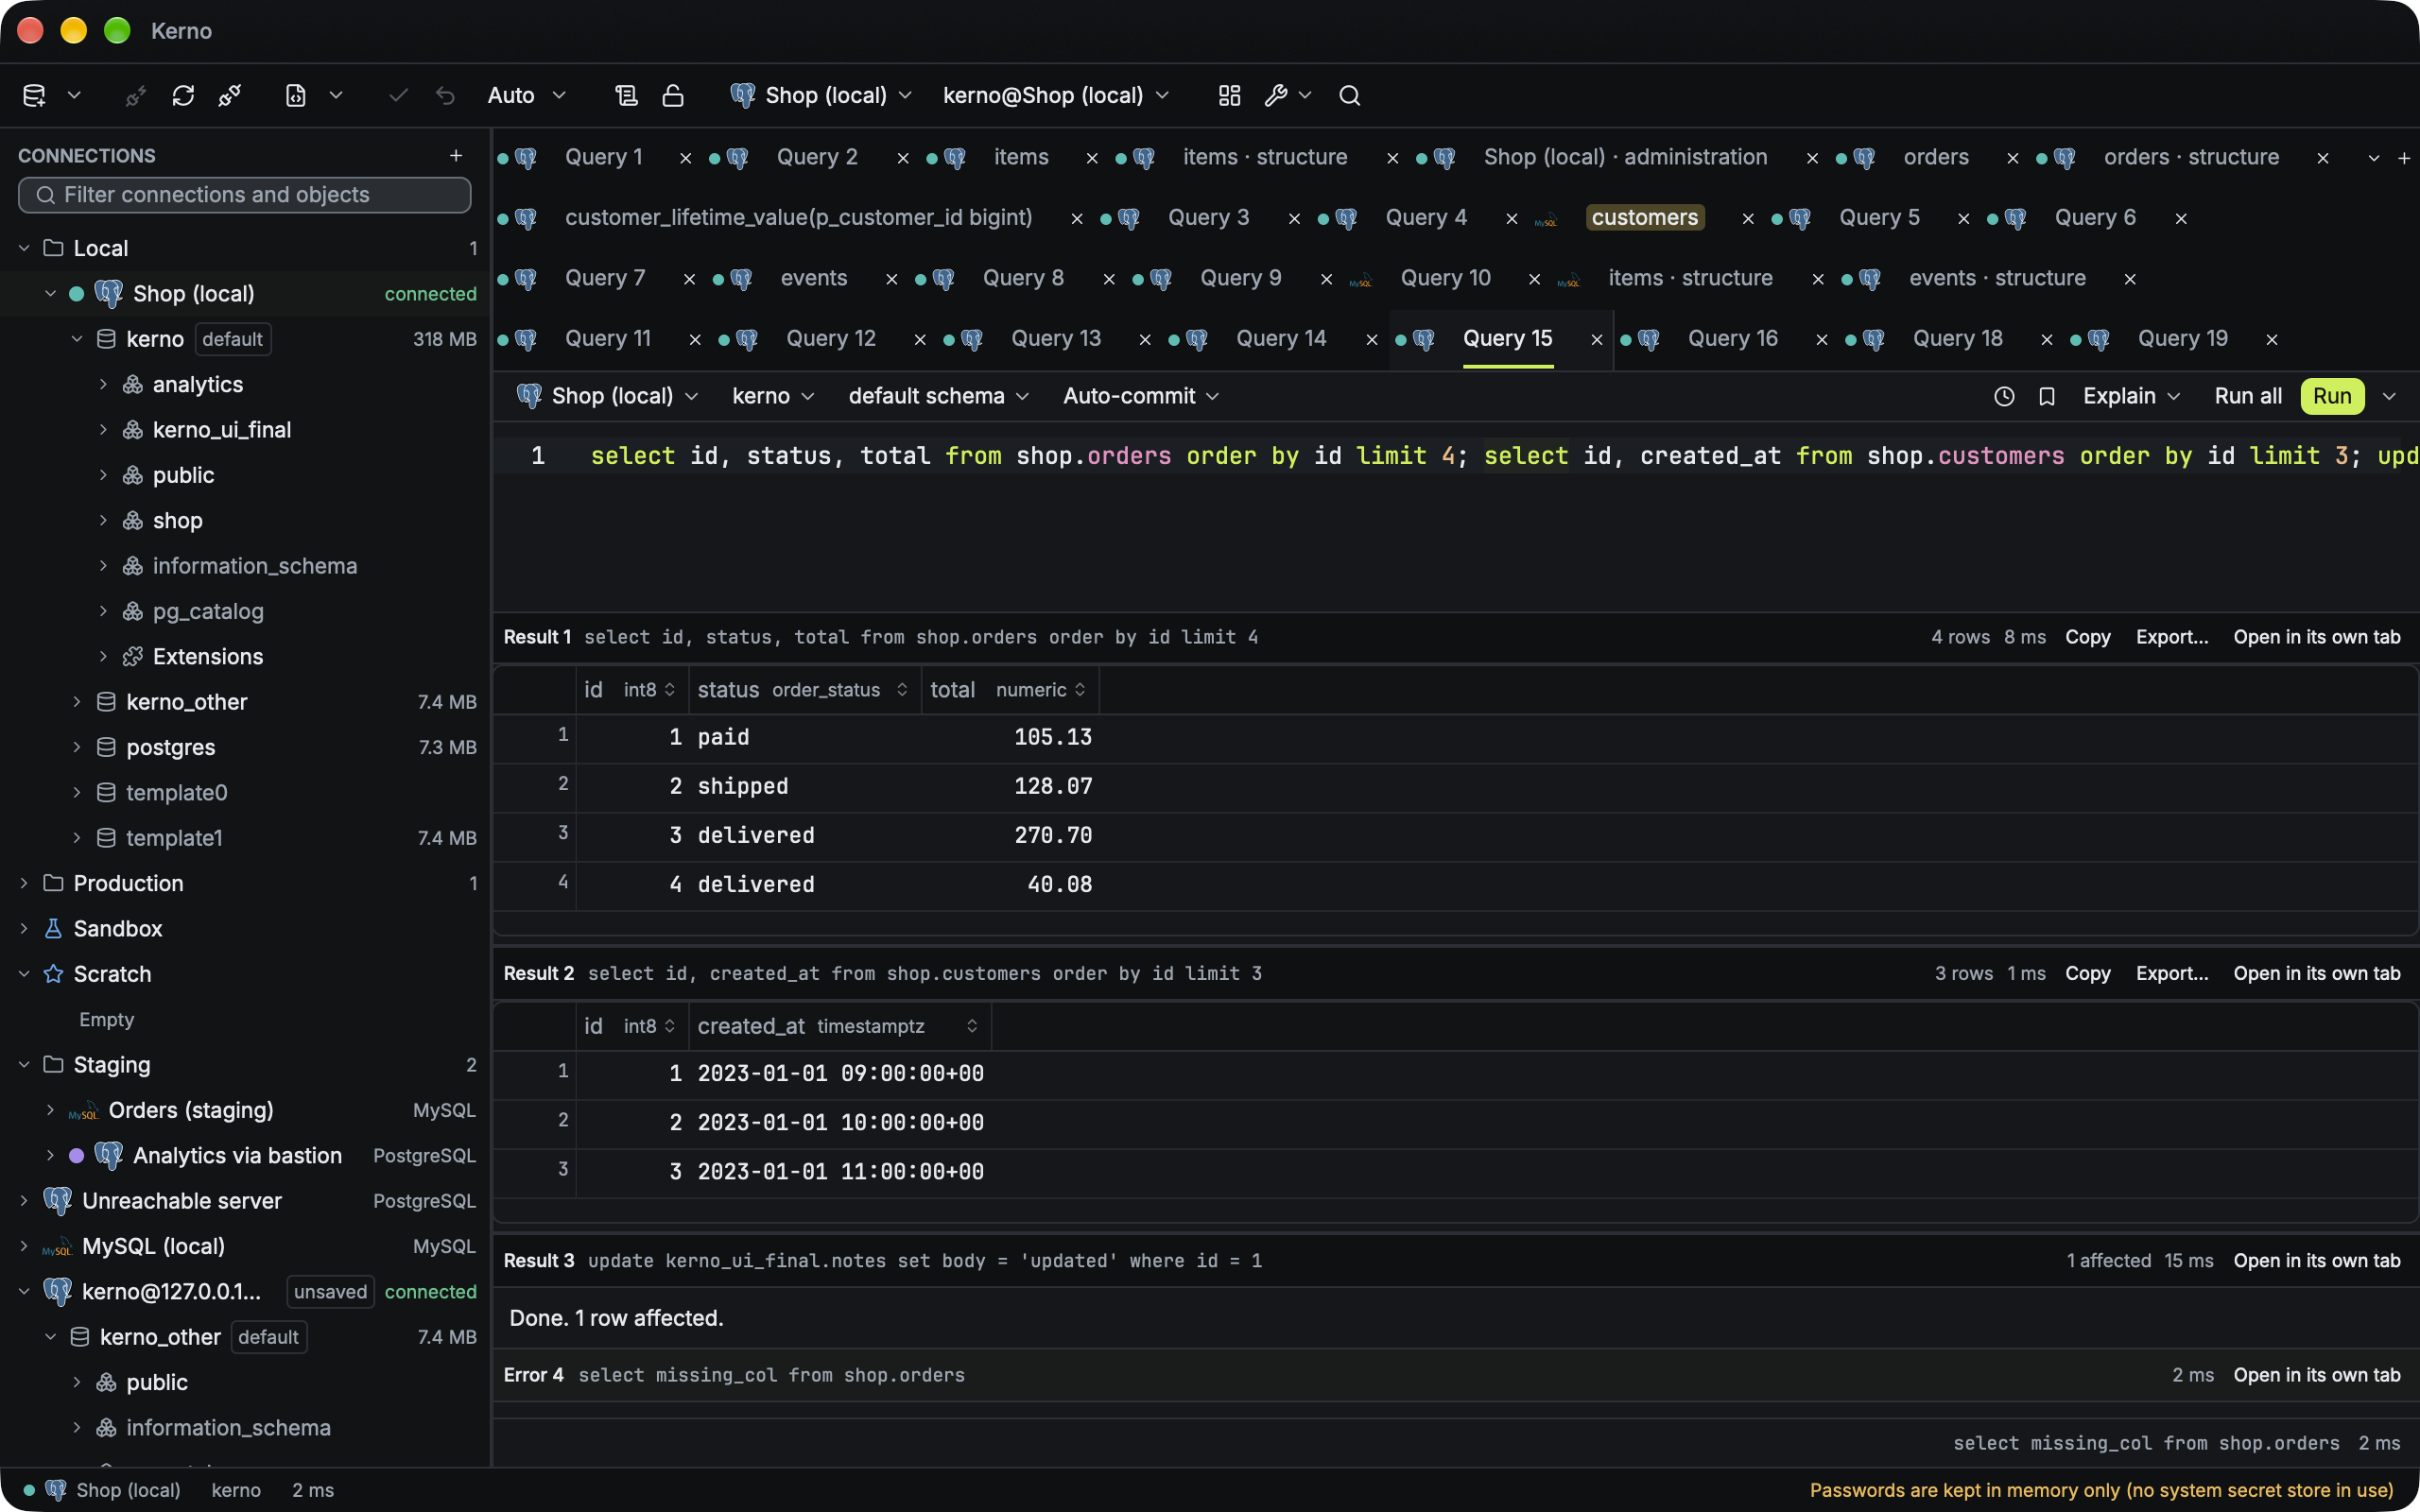 Kerno
Auto Shop (local) kerno@Shop (local)
CONNECTIONS
Filter connections and objects
Local 1
Shop (local) connected
kerno default 318 MB
analytics
kerno_ui_final
public
shop
information_schema
pg_catalog
Extensions
kerno_other 7.4 MB
postgres 7.3 MB
template0
template1 7.4 MB
Production 1
Sandbox
Scratch
Empty
Staging 2
MySQL Orders (staging) MySQL
Analytics via bastion PostgreSQL
Unreachable server PostgreSQL
MySQL MySQL (local) MySQL
kerno@127.0.0.1... unsaved connected
kerno_other default 7.4 MB
public
information_schema
Query 1 Query 2 items items · structure Shop (local) · administration orders orders · structure
customer_lifetime_value(p_customer_id bigint) Query 3 Query 4 MySQL customers Query 5 Query 6
Query 7 events Query 8 Query 9 MySQL Query 10 MySQL items · structure events · structure
Query 11 Query 12 Query 13 Query 14 Query 15 Query 16 Query 18 Query 19
Shop (local) kerno default schema Auto-commit Explain Run all Run
1 select id, status, total from shop.orders order by id limit 4; select id, created_at from shop.customers order by id limit 3; upd
Result 1 select id, status, total from shop.orders order by id limit 4 4 rows 8 ms Copy Export... Open in its own tab
id int8 status order_status total numeric
1 1 paid 105.13
2 2 shipped 128.07
3 3 delivered 270.70
4 4 delivered 40.08
Result 2 select id, created_at from shop.customers order by id limit 3 3 rows 1 ms Copy Export... Open in its own tab
id int8 created_at timestamptz
1 1 2023-01-01 09:00:00+00
2 2 2023-01-01 10:00:00+00
3 3 2023-01-01 11:00:00+00
Result 3 update kerno_ui_final.notes set body = 'updated' where id = 1 1 affected 15 ms Open in its own tab
Done. 1 row affected.
Error 4 select missing_col from shop.orders 2 ms Open in its own tab
select missing_col from shop.orders 2 ms
Shop (local) kerno 2 ms Passwords are kept in memory only (no system secret store in use)